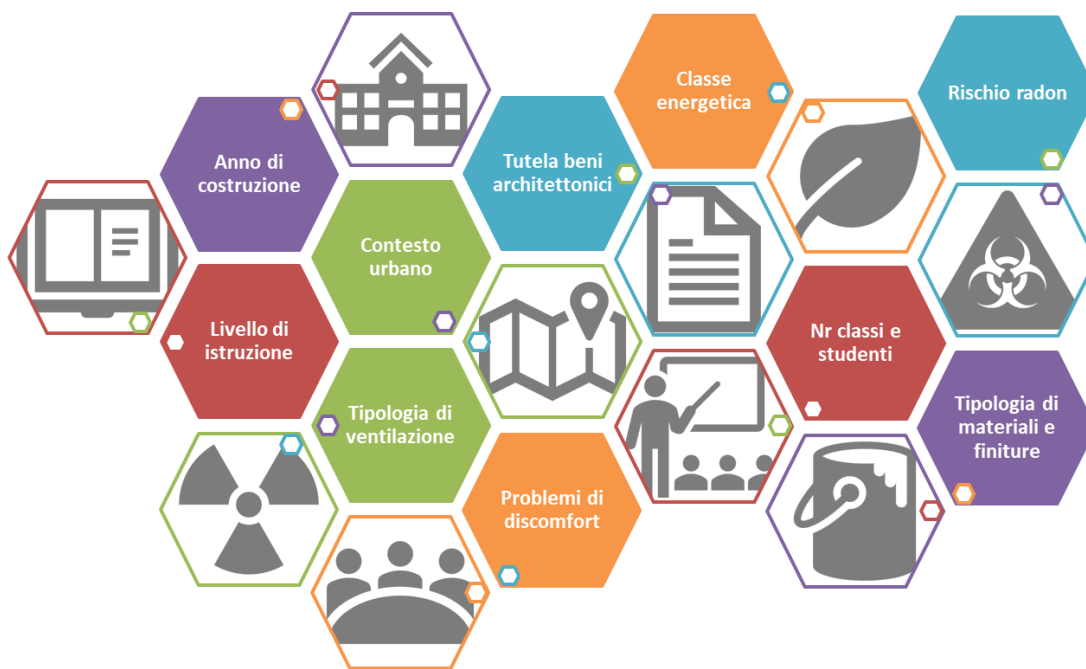 Classe
energetica
Rischio radon
Anno di
costruzione
Tutela beni
architettonici
Contesto
urbano
Livello di
istruzione
Nr classi e
studenti
Tipologia di
ventilazione
Tipologia di
materiali e
finiture
Problemi di
discomfort